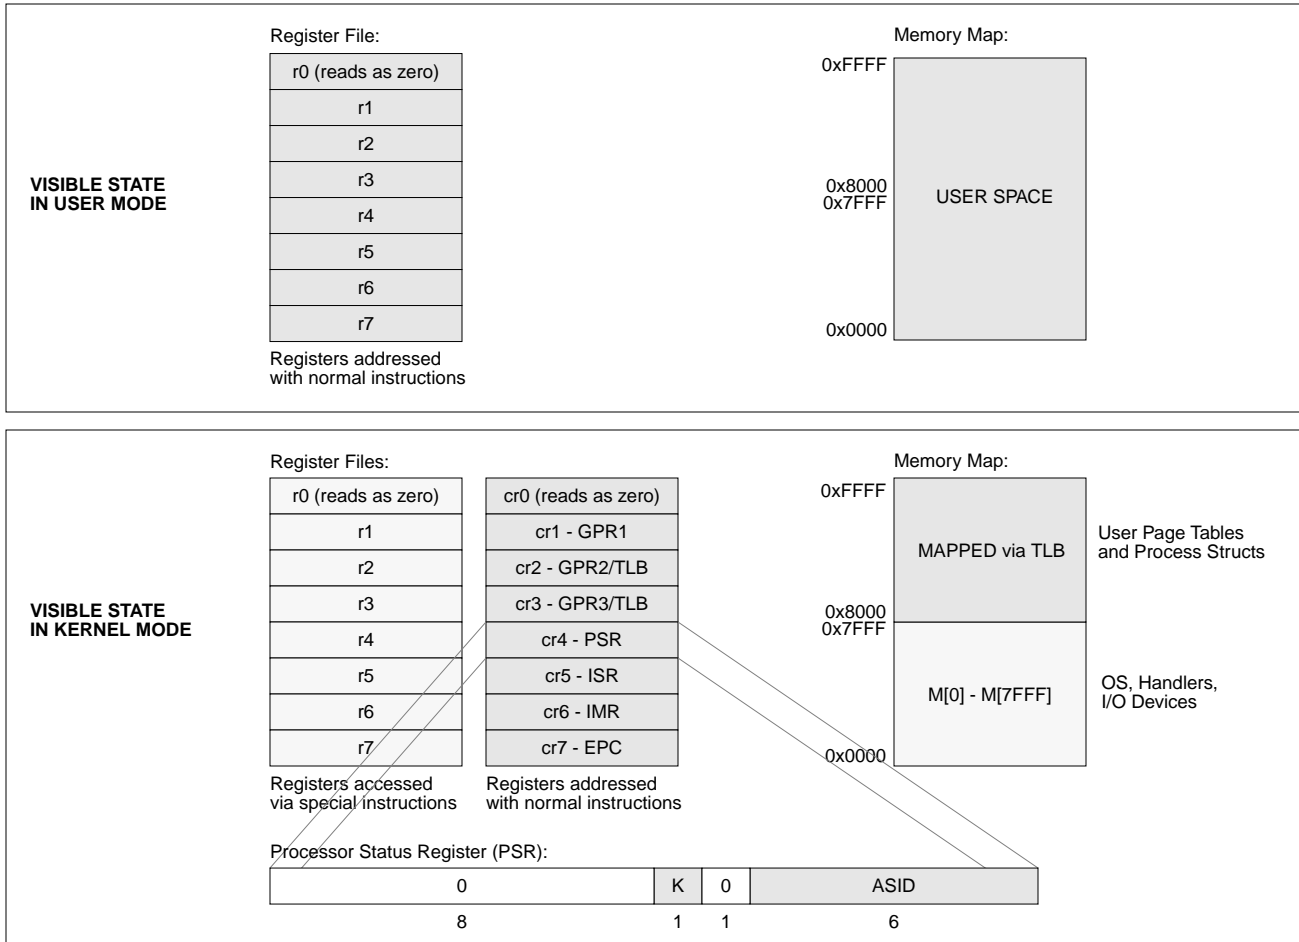 Register File:
r0 (reads as zero)
r1
r2
r3
r4
r5
r6
r7
Registers addressed
with normal instructions
VISIBLE STATE
IN USER MODE
Memory Map:
0xFFFF
0x8000
0x7FFF
0x0000
USER SPACE
VISIBLE STATE
IN KERNEL MODE
Register Files:
r0 (reads as zero)
r1
r2
r3
r4
r5
r6
r7
Registers accessed
via special instructions
cr0 (reads as zero)
cr1 - GPR1
cr2 - GPR2/TLB
cr3 - GPR3/TLB
cr4 - PSR
cr5 - ISR
cr6 - IMR
cr7 - EPC
Registers addressed
with normal instructions
Memory Map:
0xFFFF
0x8000
0x7FFF
0x0000
MAPPED via TLB
M[0] - M[7FFF]
User Page Tables
and Process Structs
OS, Handlers,
I/O Devices
Processor Status Register (PSR):
0 K 0 ASID
8 1 1 6